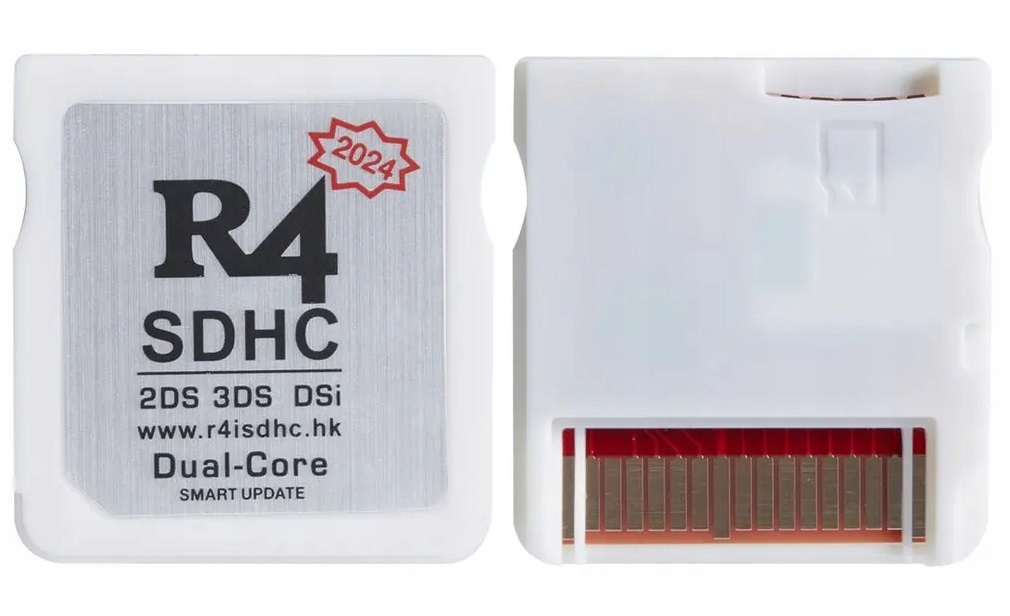 2024
R4
SDHC
2DS 3DS DSi
www.r4isdhc.hk
Dual-Core
SMART UPDATE